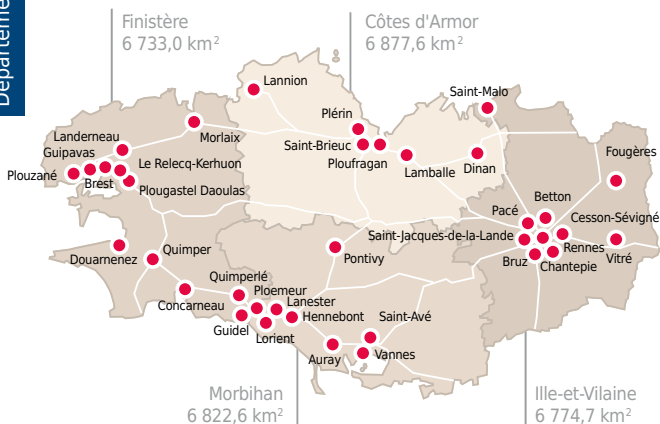 Départeme
Finistère
6 733,0 km²
Côtes d'Armor
6 877,6 km²
Lannion
Saint-Malo
Plérin
Landerneau
Morlaix
Saint-Brieuc
Fougères
Guipavas
Le Relecq-Kerhuon
Ploufragan
Plouzané
Brest
Lamballe
Dinan
Plougastel Daoulas
Betton
Pacé
Cesson-Sévigné
Saint-Jacques-de-la-Lande
Rennes
Douarnenez
Quimper
Pontivy
Bruz
Chantepie
Vitré
Quimperlé
Ploemeur
Concarneau
Lanester
Hennebont
Saint-Avé
Guidel
Lorient
Auray
Vannes
Morbihan
6 822,6 km²
Ille-et-Vilaine
6 774,7 km²